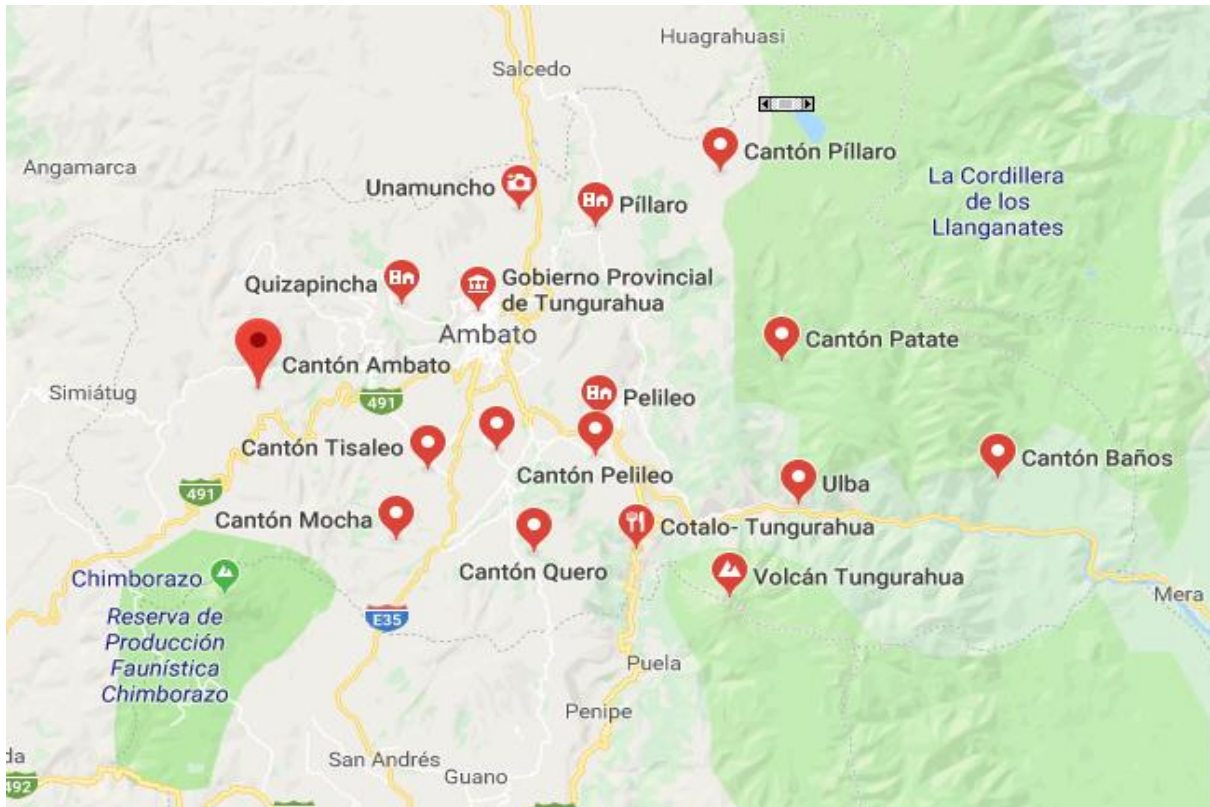 Huagrahuasi
Salcedo
Cantón Píllaro
Angamarca
Unamuncho
La Cordillera
de los
Llanganates
Píllaro
Quizapincha
Gobierno Provincial
de Tungurahua
Ambato
Cantón Patate
Cantón Ambato
Simiátug
491
Pelileo
Cantón Tisaleo
Cantón Pelileo
Cantón Baños
Ulba
491
Cantón Mocha
Cotalo- Tungurahua
Cantón Quero
Volcán Tungurahua
Chimborazo
Reserva de
Producción
Faunística
Chimborazo
E35
Mera
Puela
Penipe
San Andrés
Guano
da
492